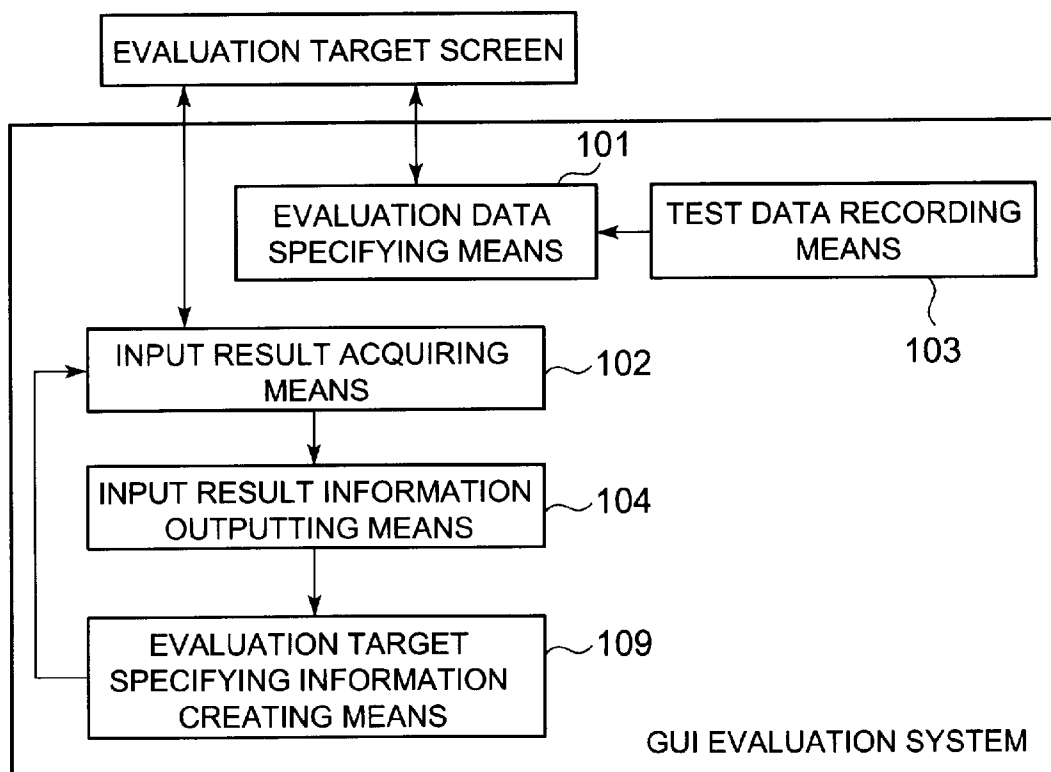 EVALUATION TARGET SCREEN
101
EVALUATION DATA
SPECIFYING MEANS
TEST DATA RECORDING
MEANS
103
INPUT RESULT ACQUIRING
MEANS
102
INPUT RESULT INFORMATION
OUTPUTTING MEANS
104
EVALUATION TARGET
SPECIFYING INFORMATION
CREATING MEANS
109
GUI EVALUATION SYSTEM